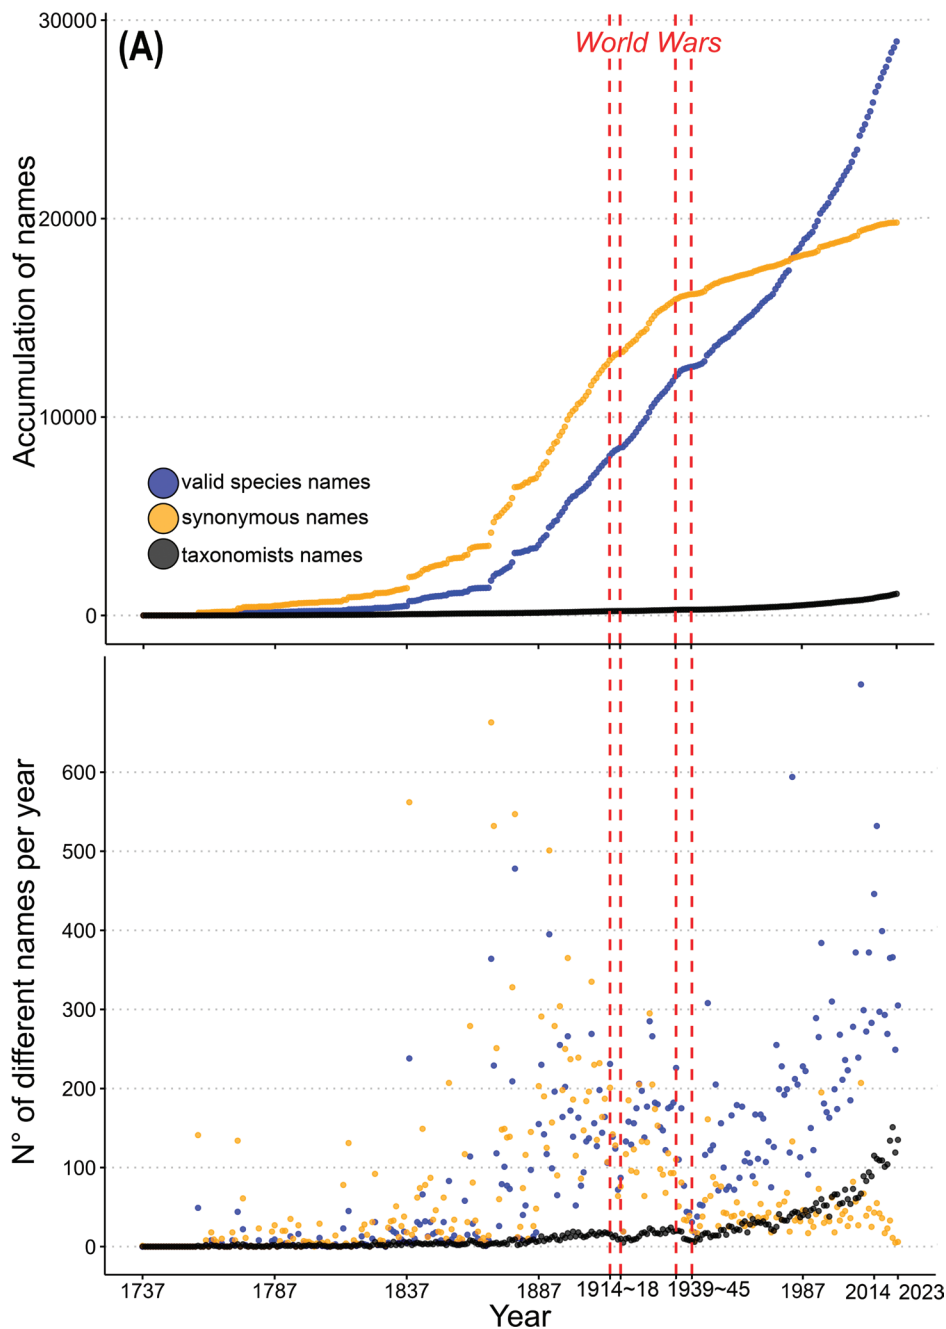 (A)
World Wars
30000
20000
10000
0
Accumulation of names
valid species names
synonymous names
taxonomists names
600
500
400
300
200
100
0
N° of different names per year
1737 1787 1837 1887 1914~18 1939~45 1987 2014 2023
Year